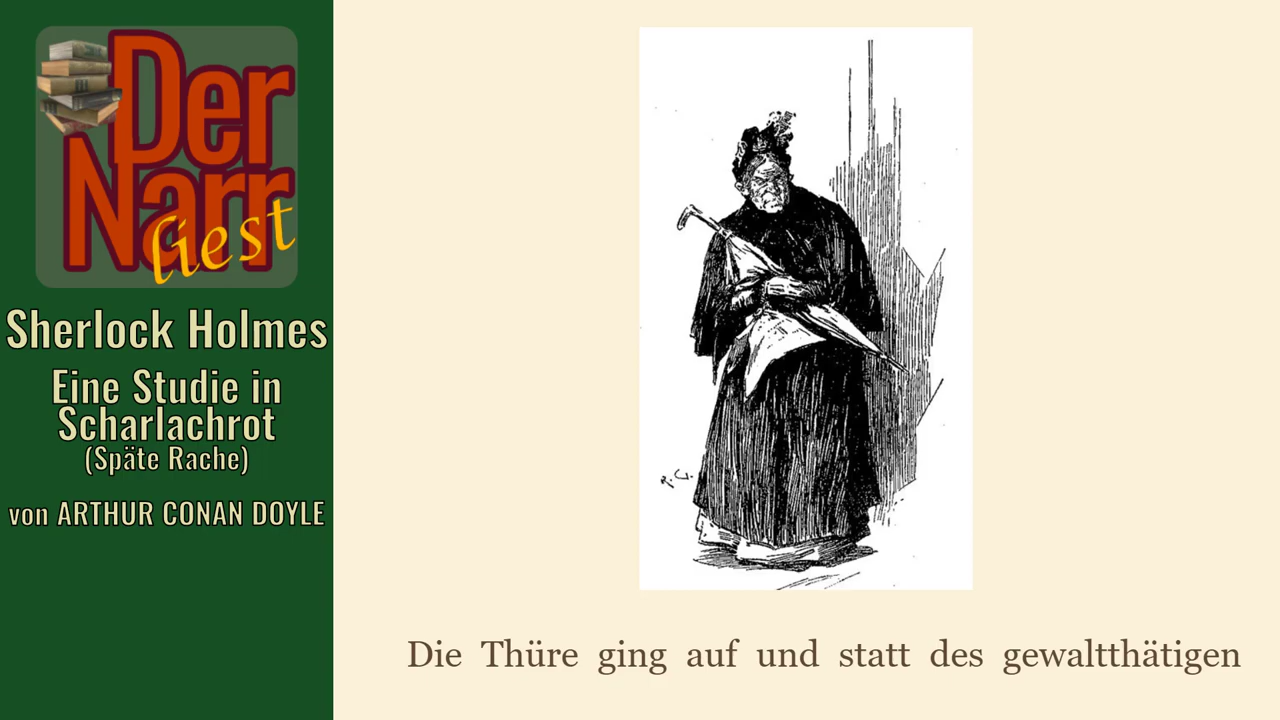 Der
Narr
liest
Sherlock Holmes
Eine Studie in
Scharlachrot
(Späte Rache)
von ARTHUR CONAN DOYLE
R. G.
Die Thüre ging auf und statt des gewaltthätigen